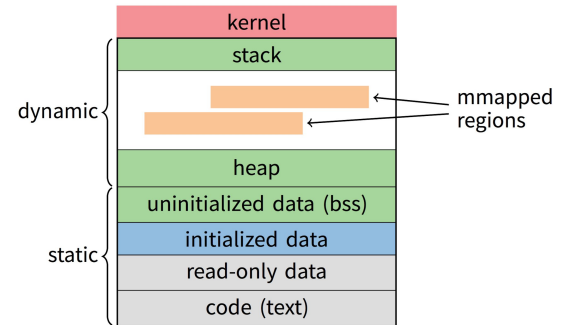 kernel
stack
dynamic
mmapped
regions
heap
uninitialized data (bss)
initialized data
static
read-only data
code (text)